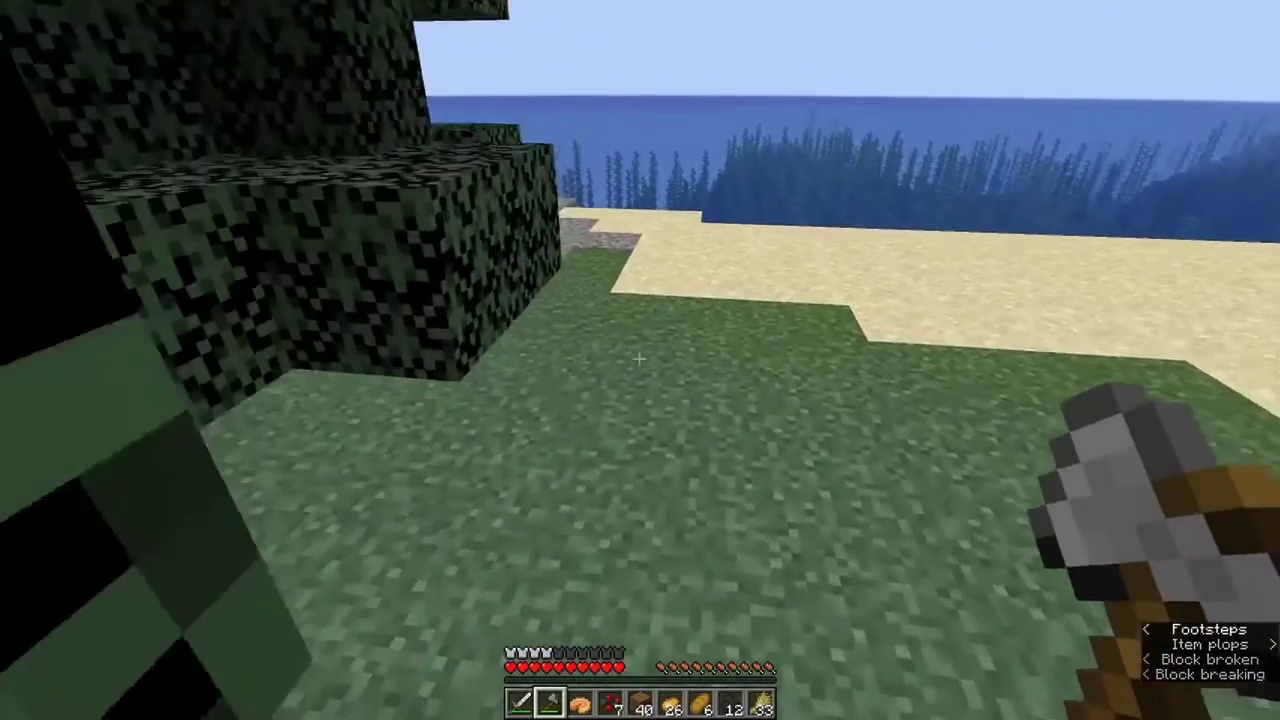 < Footsteps
Item plops >
< Block broken
< Block breaking
7 40 26 6 12 33